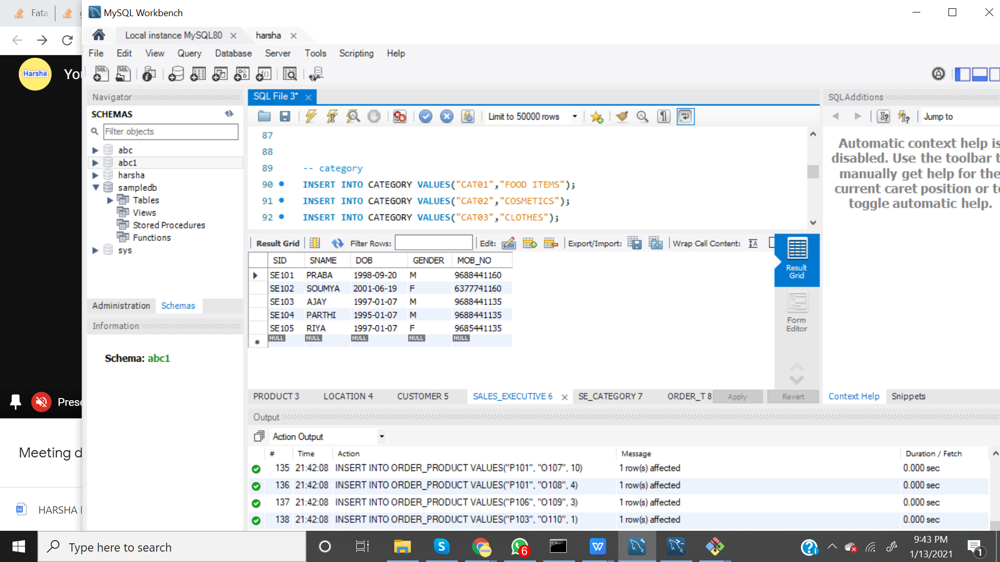 Fata
MySQL Workbench
Local instance MySQL80
harsha
File Edit View Query Database Server Tools Scripting Help
Harsha
You
Navigator
SCHEMAS
Filter objects
abc
abc1
harsha
sampledb
Tables
Views
Stored Procedures
Functions
sys
Administration Schemas
Information
Schema: abc1
SQL File 3*
Limit to 50000 rows
87
88
89 -- category
90 INSERT INTO CATEGORY VALUES("CAT01","FOOD ITEMS");
91 INSERT INTO CATEGORY VALUES("CAT02","COSMETICS");
92 INSERT INTO CATEGORY VALUES("CAT03","CLOTHES");
Result Grid Filter Rows: Edit: Export/Import: Wrap Cell Content:
SID SNAME DOB GENDER MOB_NO
SE101 PRABA 1998-09-20 M 9688441160
SE102 SOUMYA 2001-06-19 F 6377741160
SE103 AJAY 1997-01-07 M 9688441135
SE104 PARTHI 1995-01-07 M 9688441135
SE105 RIYA 1997-01-07 F 9685441135
NULL NULL NULL NULL NULL
Result
Grid
Form
Editor
PRODUCT 3 LOCATION 4 CUSTOMER 5 SALES_EXECUTIVE 6 SE_CATEGORY 7 ORDER_T 8 Apply Revert
SQLAdditions
Jump to
Automatic context help is
disabled. Use the toolbar t
manually get help for the
current caret position or to
toggle automatic help.
Context Help Snippets
Output
Action Output
# Time Action Message Duration / Fetch
135 21:42:08 INSERT INTO ORDER_PRODUCT VALUES("P101", "O107", 10) 1 row(s) affected 0.000 sec
136 21:42:08 INSERT INTO ORDER_PRODUCT VALUES("P101", "O108", 4) 1 row(s) affected 0.000 sec
137 21:42:08 INSERT INTO ORDER_PRODUCT VALUES("P106", "O109", 3) 1 row(s) affected 0.000 sec
138 21:42:08 INSERT INTO ORDER_PRODUCT VALUES("P103", "O110", 1) 1 row(s) affected 0.000 sec
Prese
Meeting d
HARSHA
Type here to search
6
9:43 PM
1/13/2021
1